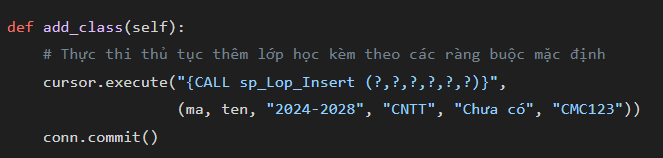 def add_class(self):
# Thực thi thủ tục thêm lớp học kèm theo các ràng buộc mặc định
cursor.execute("{CALL sp_Lop_Insert (?,?,?,?,?,?)}",
(ma, ten, "2024-2028", "CNTT", "Chưa có", "CMC123"))
conn.commit()